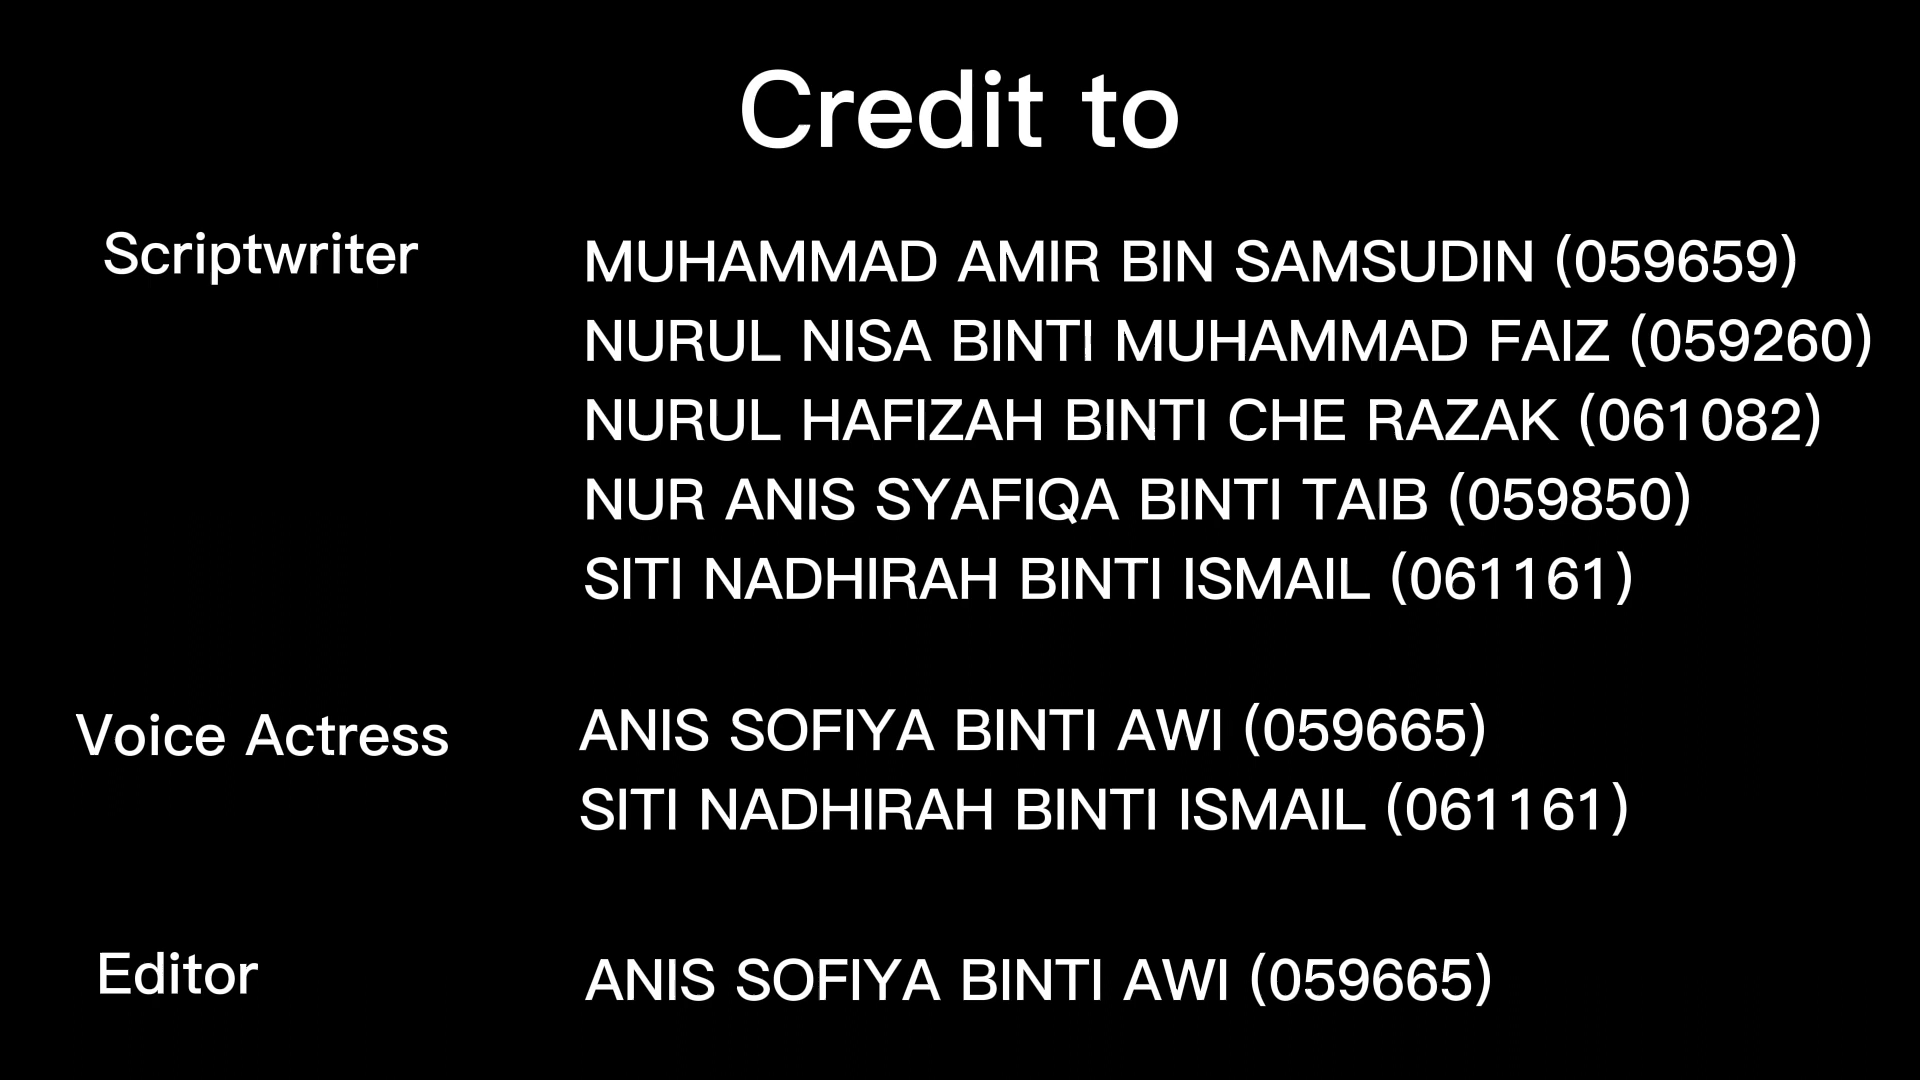 Credit to
Scriptwriter
MUHAMMAD AMIR BIN SAMSUDIN (059659)
NURUL NISA BINTI MUHAMMAD FAIZ (059260)
NURUL HAFIZAH BINTI CHE RAZAK (061082)
NUR ANIS SYAFIQA BINTI TAIB (059850)
SITI NADHIRAH BINTI ISMAIL (061161)
Voice Actress
ANIS SOFIYA BINTI AWI (059665)
SITI NADHIRAH BINTI ISMAIL (061161)
Editor
ANIS SOFIYA BINTI AWI (059665)